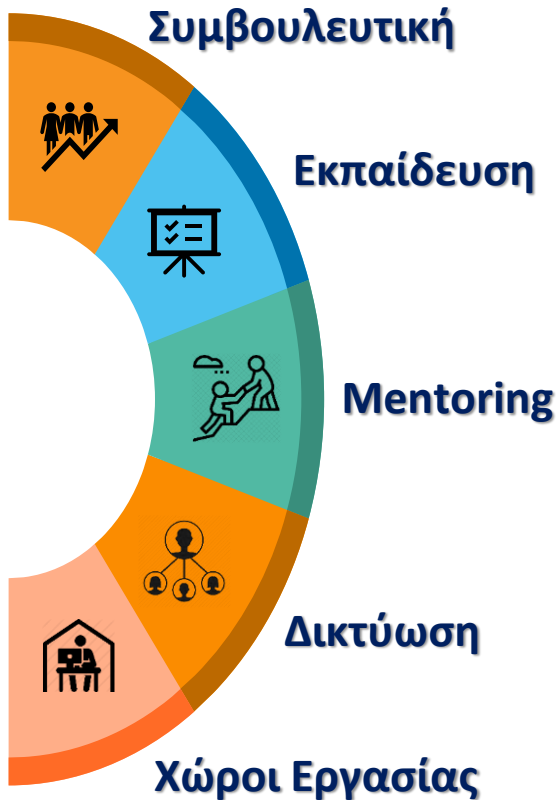 Συμβουλευτική
Εκπαίδευση
Mentoring
Δικτύωση
Χώροι Εργασίας